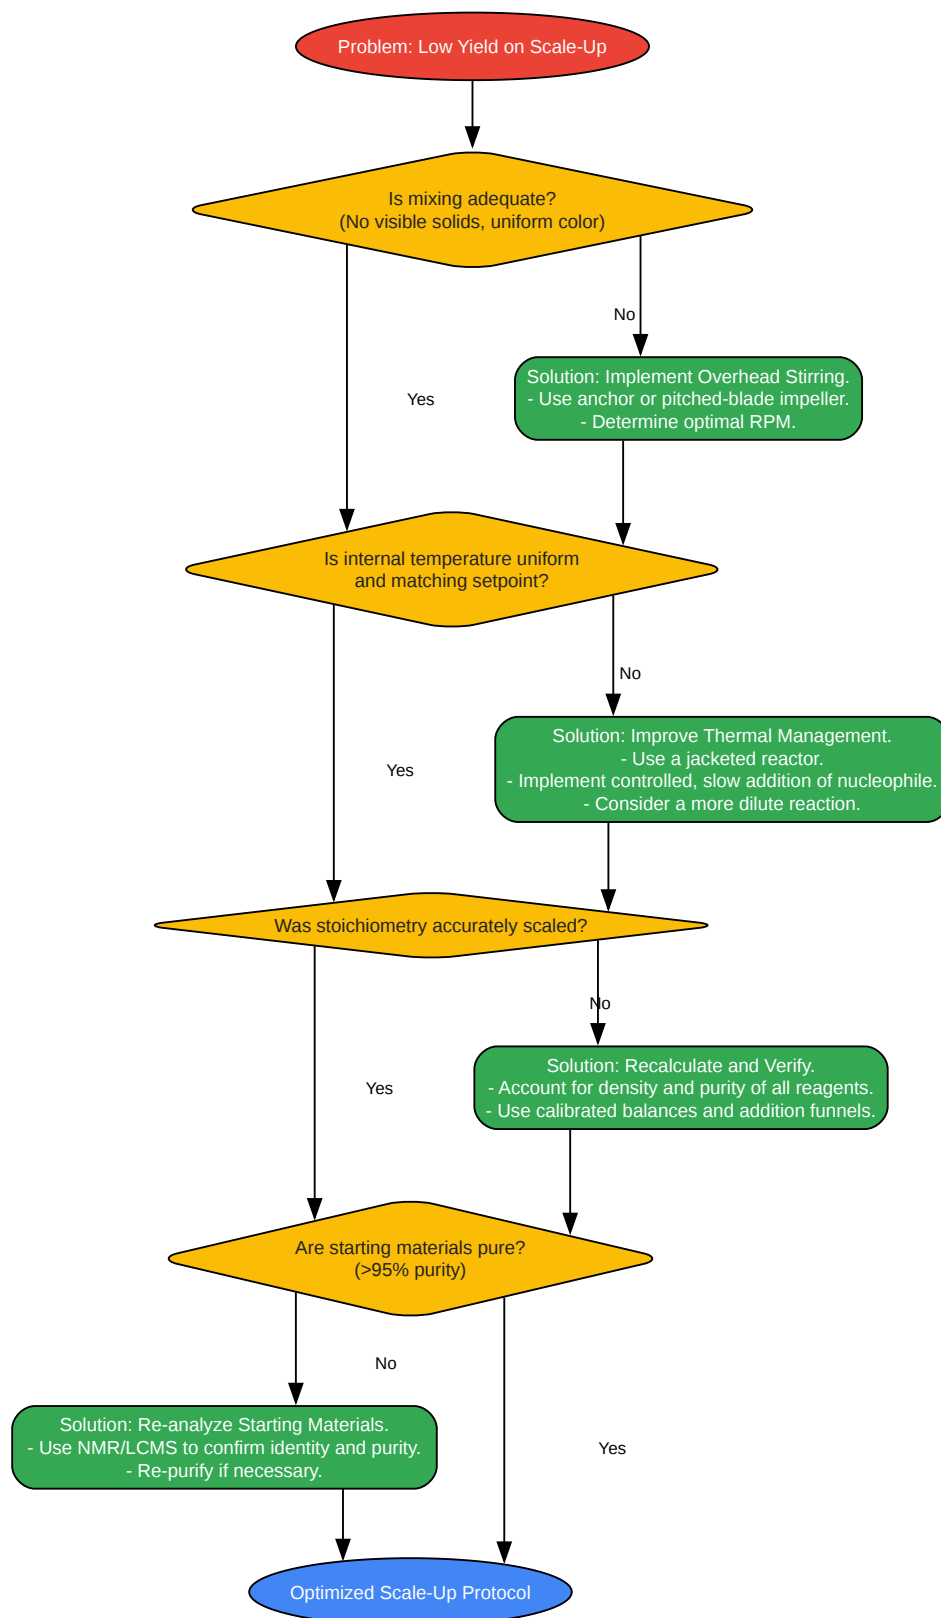 Problem: Low Yield on Scale-Up
Is mixing adequate?
(No visible solids, uniform color)
No
Solution: Implement Overhead Stirring.
- Use anchor or pitched-blade impeller.
- Determine optimal RPM.
Yes
Is internal temperature uniform
and matching setpoint?
No
Solution: Improve Thermal Management.
- Use a jacketed reactor.
- Implement controlled, slow addition of nucleophile.
- Consider a more dilute reaction.
Yes
Was stoichiometry accurately scaled?
No
Solution: Recalculate and Verify.
- Account for density and purity of all reagents.
- Use calibrated balances and addition funnels.
Yes
Are starting materials pure?
(>95% purity)
No
Solution: Re-analyze Starting Materials.
- Use NMR/LCMS to confirm identity and purity.
- Re-purify if necessary.
Yes
Optimized Scale-Up Protocol